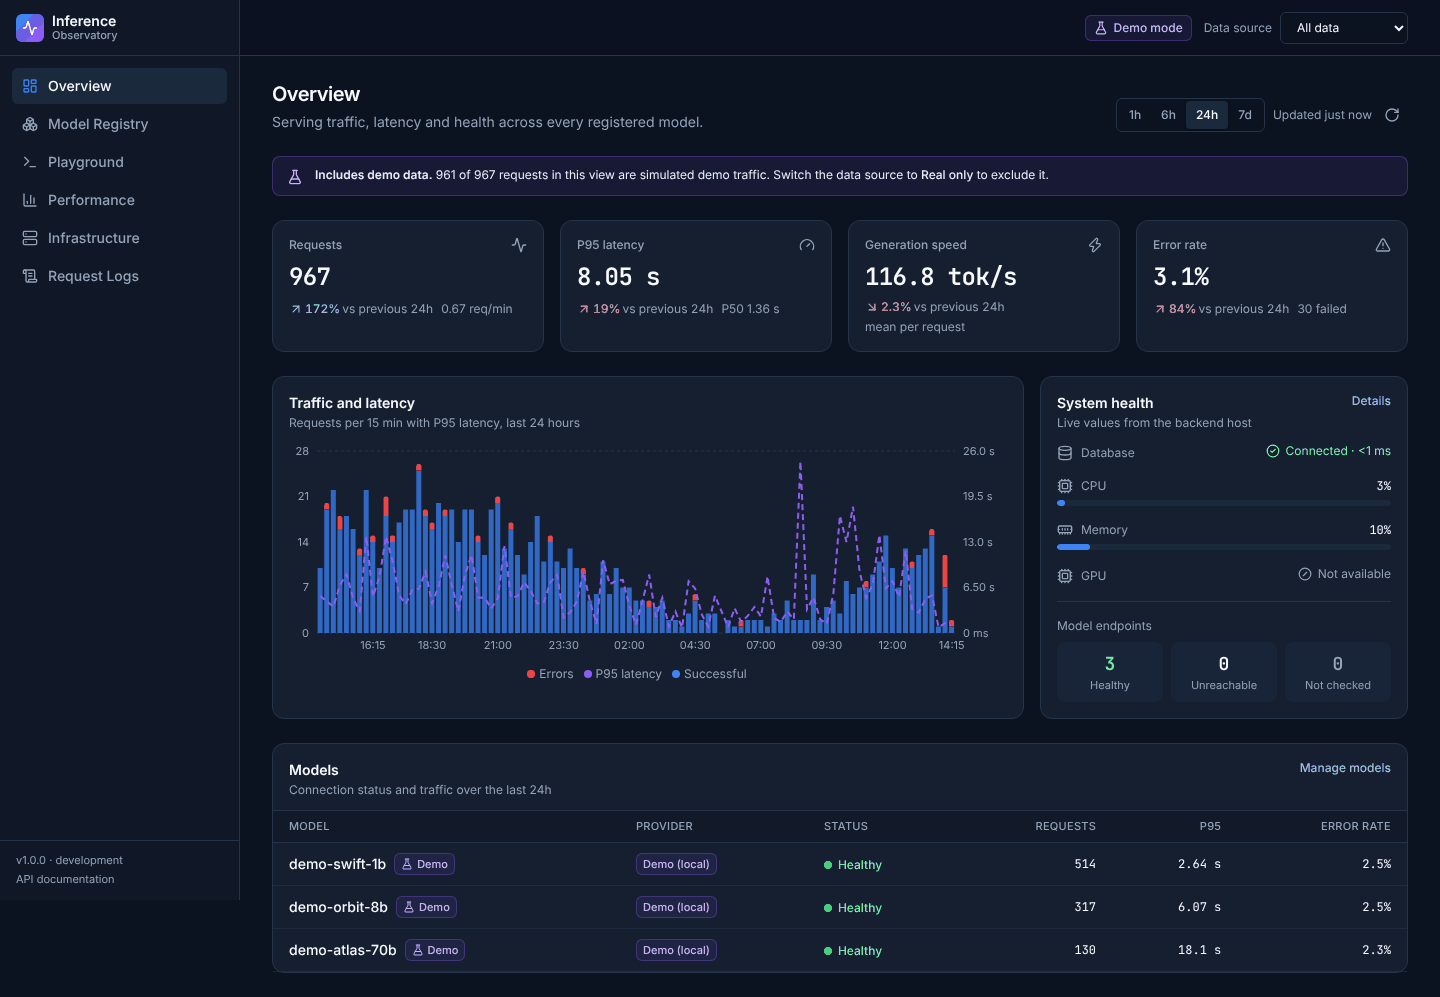 Inference
Observatory
Demo mode
Data source
All data
Overview
Model Registry
Playground
Performance
Infrastructure
Request Logs
v1.0.0 · development
API documentation
Overview
Serving traffic, latency and health across every registered model.
1h 6h 24h 7d
Updated just now
Includes demo data. 961 of 967 requests in this view are simulated demo traffic. Switch the data source to Real only to exclude it.
Requests
967
172% vs previous 24h 0.67 req/min
P95 latency
8.05 s
19% vs previous 24h P50 1.36 s
Generation speed
116.8 tok/s
2.3% vs previous 24h
mean per request
Error rate
3.1%
84% vs previous 24h 30 failed
Traffic and latency
Requests per 15 min with P95 latency, last 24 hours
28 26.0 s
21 19.5 s
14 13.0 s
7 6.50 s
0 0 ms
16:15 18:30 21:00 23:30 02:00 04:30 07:00 09:30 12:00 14:15
Errors P95 latency Successful
System health
Details
Live values from the backend host
Database Connected · <1 ms
CPU 3%
Memory 10%
GPU Not available
Model endpoints
3 0 0
Healthy Unreachable Not checked
Models
Manage models
Connection status and traffic over the last 24h
MODEL PROVIDER STATUS REQUESTS P95 ERROR RATE
demo-swift-1b Demo Demo (local) Healthy 514 2.64 s 2.5%
demo-orbit-8b Demo Demo (local) Healthy 317 6.07 s 2.5%
demo-atlas-70b Demo Demo (local) Healthy 130 18.1 s 2.3%